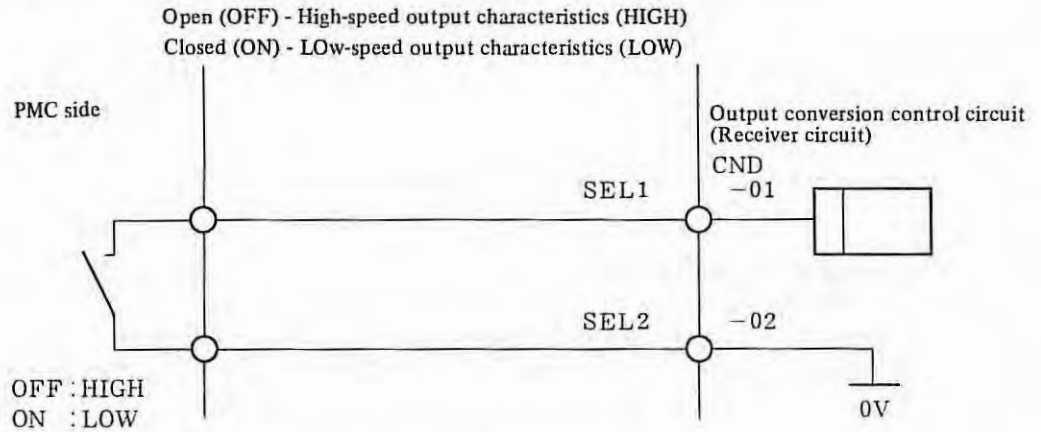 Open (OFF) - High-speed output characteristics (HIGH)
Closed (ON) - LOw-speed output characteristics (LOW)
PMC side
Output conversion control circuit
(Receiver circuit)
CND
SEL1
-01
SEL2
-02
OFF : HIGH
ON : LOW
0V